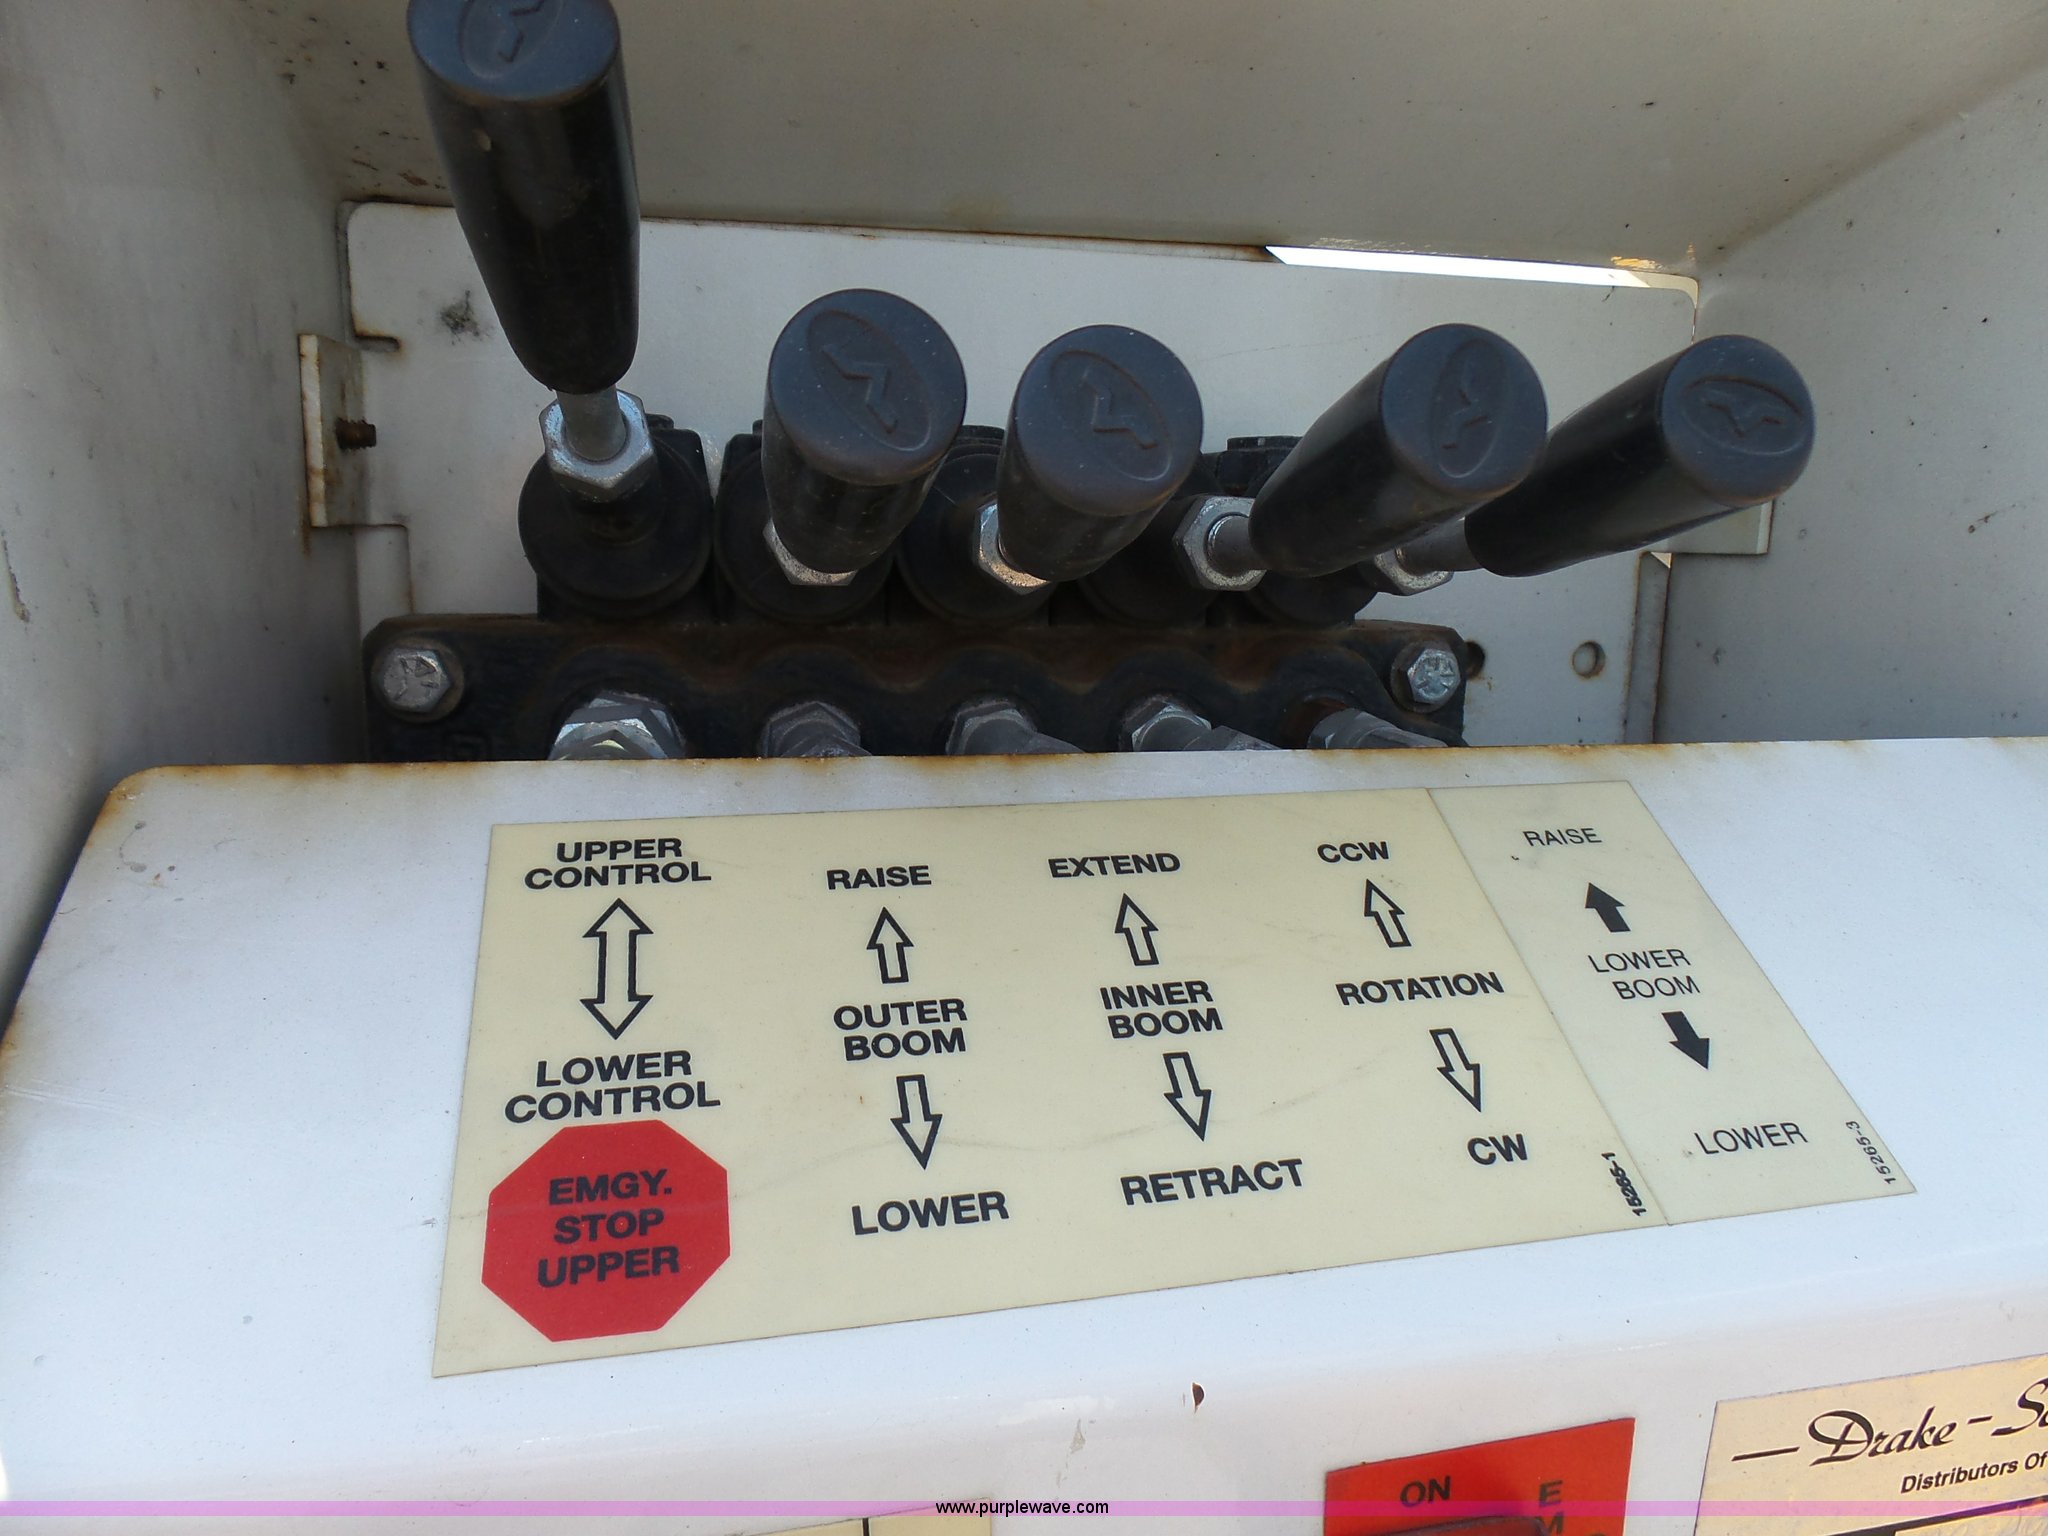 UPPER
CONTROL
LOWER
CONTROL
EMGY.
STOP
UPPER
RAISE
OUTER
BOOM
LOWER
EXTEND
INNER
BOOM
RETRACT
CCW
ROTATION
CW
15265-1
RAISE
LOWER
BOOM
LOWER
15265-3
ON
Drake-
Distributors Of
www.purplewave.com